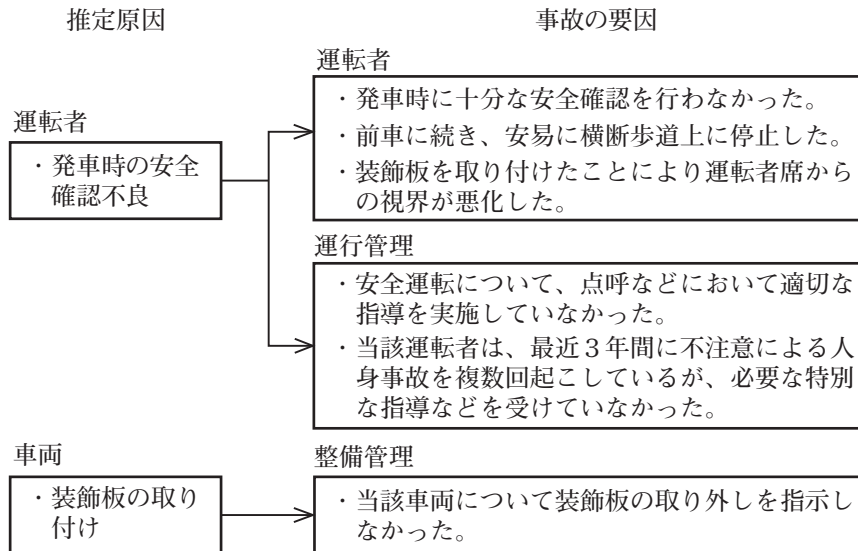 推定原因
事故の要因
運転者
・発車時の安全
確認不良
運転者
・発車時に十分な安全確認を行わなかった。
・前車に続き、安易に横断歩道上に停止した。
・装飾板を取り付けたことにより運転者席から
の視界が悪化した。
運行管理
・安全運転について、点呼などにおいて適切な
指導を実施していなかった。
・当該運転者は、最近３年間に不注意による人
身事故を複数回起こしているが、必要な特別
な指導などを受けていなかった。
車両
・装飾板の取り
付け
整備管理
・当該車両について装飾板の取り外しを指示し
なかった。